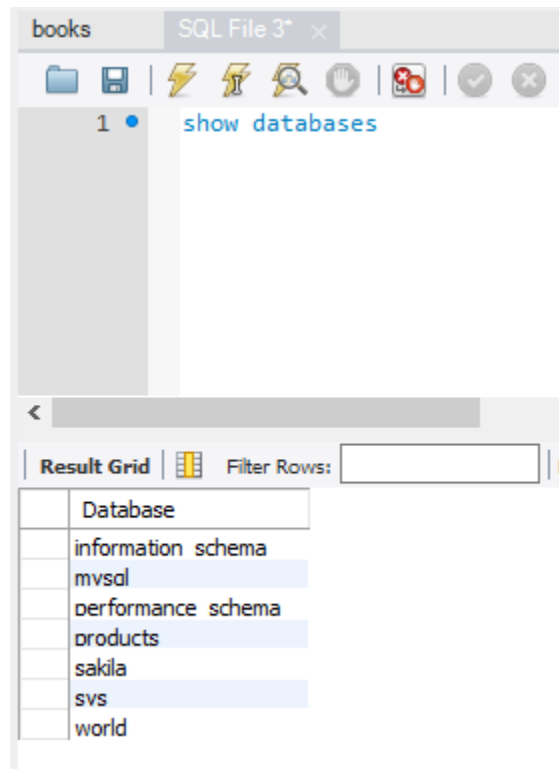 books SQL File 3*
1 show databases
Result Grid Filter Rows:
Database
information_schema
mysql
performance_schema
products
sakila
sys
world